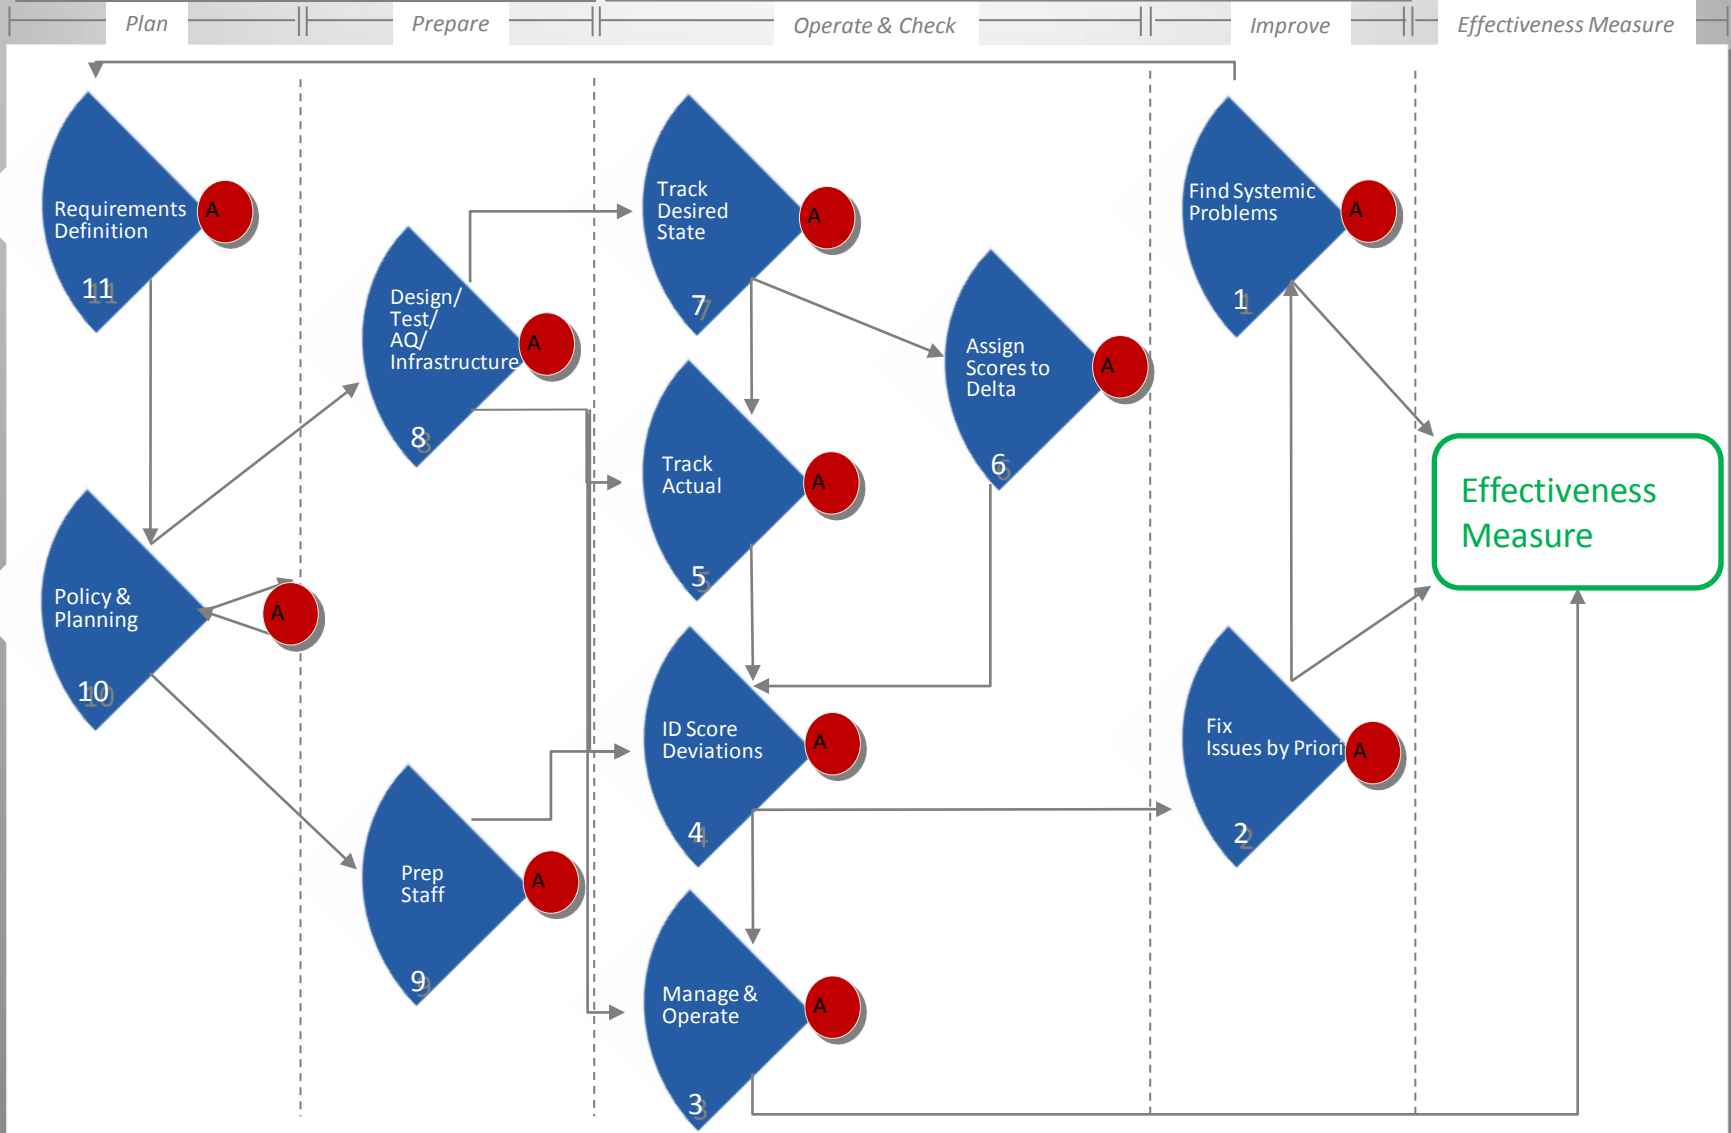 Plan
Prepare
Operate & Check
Improve
Effectiveness Measure
Requirements
Definition
A
11
Policy &
Planning
A
10
Design/
Test/
AQ/
Infrastructure
A
8
Prep
Staff
A
9
Track
Desired
State
A
7
Track
Actual
A
5
ID Score
Deviations
A
4
Manage &
Operate
A
3
Assign
Scores to
Delta
A
6
Find Systemic
Problems
A
1
Fix
Issues by Priori
A
2
Effectiveness
Measure